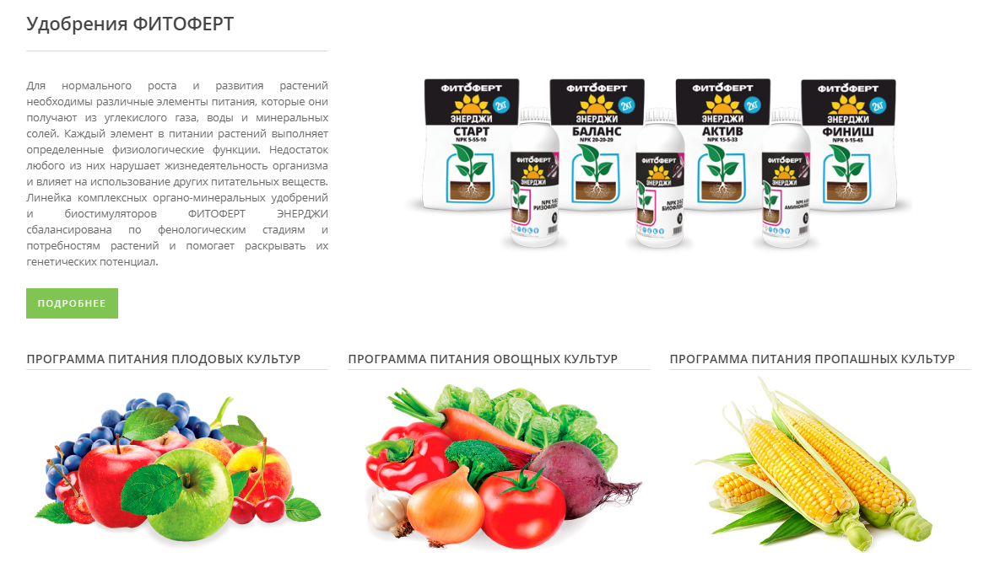 Удобрения ФИТОФЕРТ
Для нормального роста и развития растений
необходимы различные элементы питания, которые они
получают из углекислого газа, воды и минеральных
солей. Каждый элемент в питании растений выполняет
определенные физиологические функции. Недостаток
любого из них нарушает жизнедеятельность организма
и влияет на использование других питательных веществ.
Линейка комплексных органо-минеральных удобрений
и биостимуляторов ФИТОФЕРТ ЭНЕРДЖИ
сбалансирована по фенологическим стадиям и
потребностям растений и помогает раскрывать их
генетических потенциал.
ПОДРОБНЕЕ
ФИТОФЕРТ
2кг
ЭНЕРДЖИ
СТАРТ
NPK 5-55-10
ФИТОФЕРТ
2кг
ЭНЕРДЖИ
БАЛАНС
NPK 20-20-20
ФИТОФЕРТ
2кг
ЭНЕРДЖИ
АКТИВ
NPK 15-5-33
ФИТОФЕРТ
2кг
ЭНЕРДЖИ
ФИНИШ
NPK 0-15-45
ФИТОФЕРТ
ЭНЕРДЖИ
РИЗОФЛЕКС
ФИТОФЕРТ
ЭНЕРДЖИ
БИОФЛЕКС
ФИТОФЕРТ
ЭНЕРДЖИ
АМИНОФЛЕКС
ПРОГРАММА ПИТАНИЯ ПЛОДОВЫХ КУЛЬТУР
ПРОГРАММА ПИТАНИЯ ОВОЩНЫХ КУЛЬТУР
ПРОГРАММА ПИТАНИЯ ПРОПАШНЫХ КУЛЬТУР